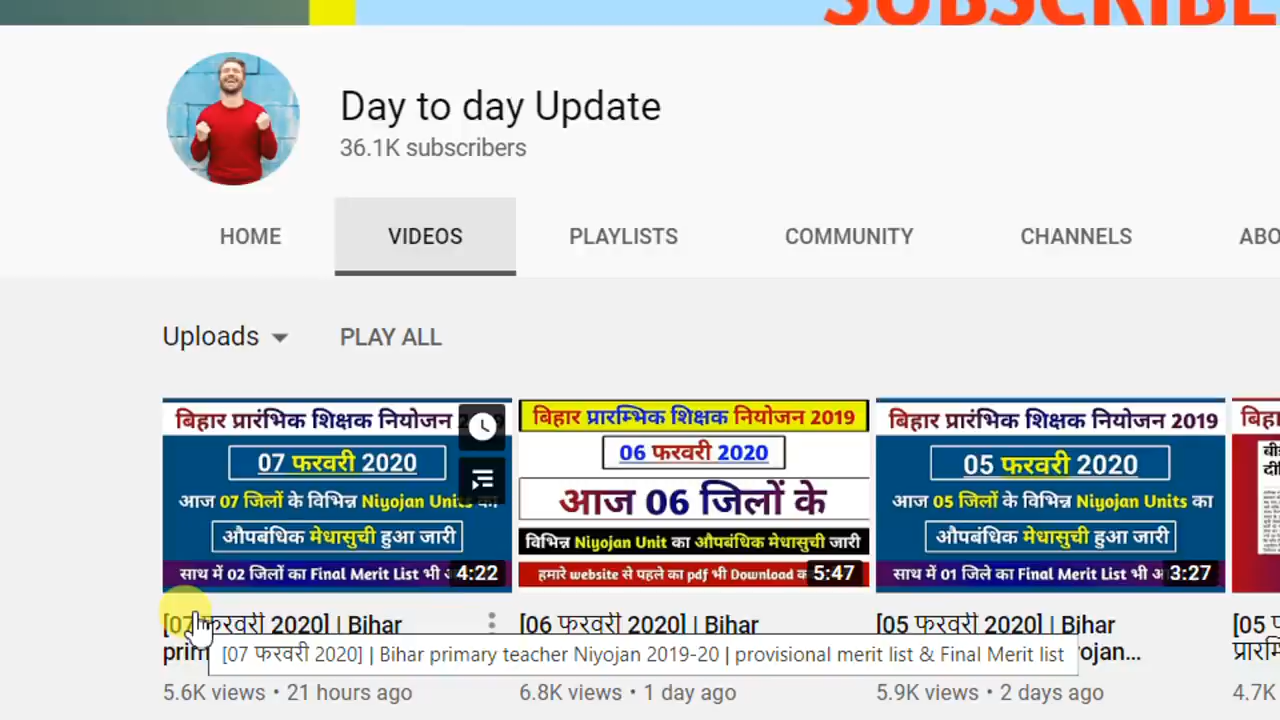 SUBSCRIBE
Day to day Update
36.1K subscribers
HOME
VIDEOS
PLAYLISTS
COMMUNITY
CHANNELS
Uploads
PLAY ALL
बिहार प्रारंभिक शिक्षक नियोजन
07 फरवरी 2020
आज 07 जिलों के विभिन्न Niyojan Units का
औपबंधिक मेधासुची हुआ जारी
साथ में 02 जिलों का Final Merit List भी
4:22
बिहार प्रारम्भिक शिक्षक नियोजन 2019
06 फरवरी 2020
आज 06 जिलों के
विभिन्न Niyojan Unit का औपबंधिक मेधासुची जारी
हमारे website से पहले का pdf भी Download
5:47
बिहार प्रारंभिक शिक्षक नियोजन 2019
05 फरवरी 2020
आज 05 जिलों के विभिन्न Niyojan Units का
औपबंधिक मेधासुची हुआ जारी
साथ में 01 जिले का Final Merit List भी
3:27
[07 फरवरी 2020] | Bihar
[06 फरवरी 2020] | Bihar
[05 फरवरी 2020] | Bihar
[07 फरवरी 2020] | Bihar primary teacher Niyojan 2019-20 | provisional merit list & Final Merit list
5.6K views • 21 hours ago
6.8K views • 1 day ago
5.9K views • 2 days ago
4.7K